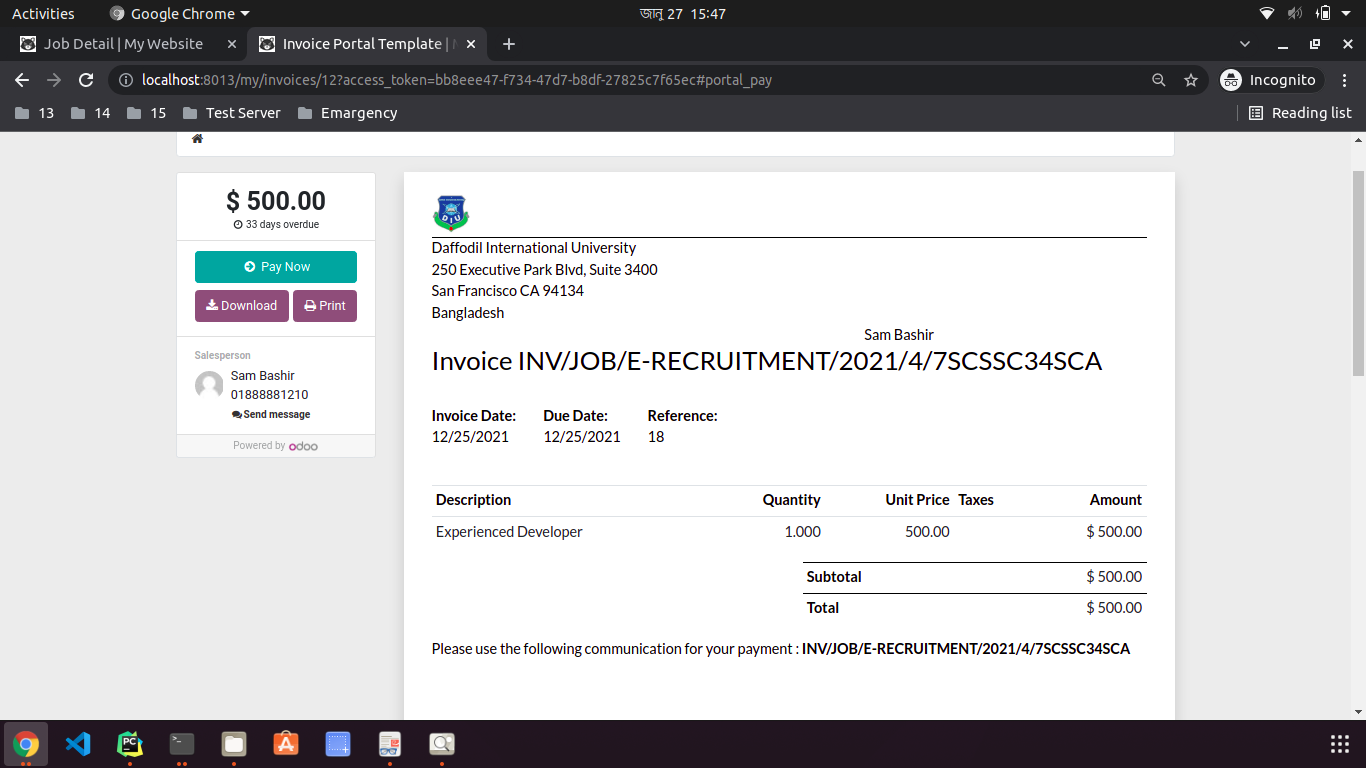 Activities
Google Chrome
জানু 27 15:47
Job Detail | My Website
Invoice Portal Template |
localhost:8013/my/invoices/12?access_token=bb8eee47-f734-47d7-b8df-27825c7f65ec#portal_pay
Incognito
13
14
15
Test Server
Emargency
Reading list
$ 500.00
33 days overdue
Pay Now
Download
Print
Salesperson
Sam Bashir
01888881210
Send message
Powered by odoo
DIU
Daffodil International University
250 Executive Park Blvd, Suite 3400
San Francisco CA 94134
Bangladesh
Sam Bashir
Invoice INV/JOB/E-RECRUITMENT/2021/4/7SCSSC34SCA
Invoice Date: Due Date: Reference:
12/25/2021 12/25/2021 18
Description Quantity Unit Price Taxes Amount
Experienced Developer 1.000 500.00 $ 500.00
Subtotal $ 500.00
Total $ 500.00
Please use the following communication for your payment : INV/JOB/E-RECRUITMENT/2021/4/7SCSSC34SCA